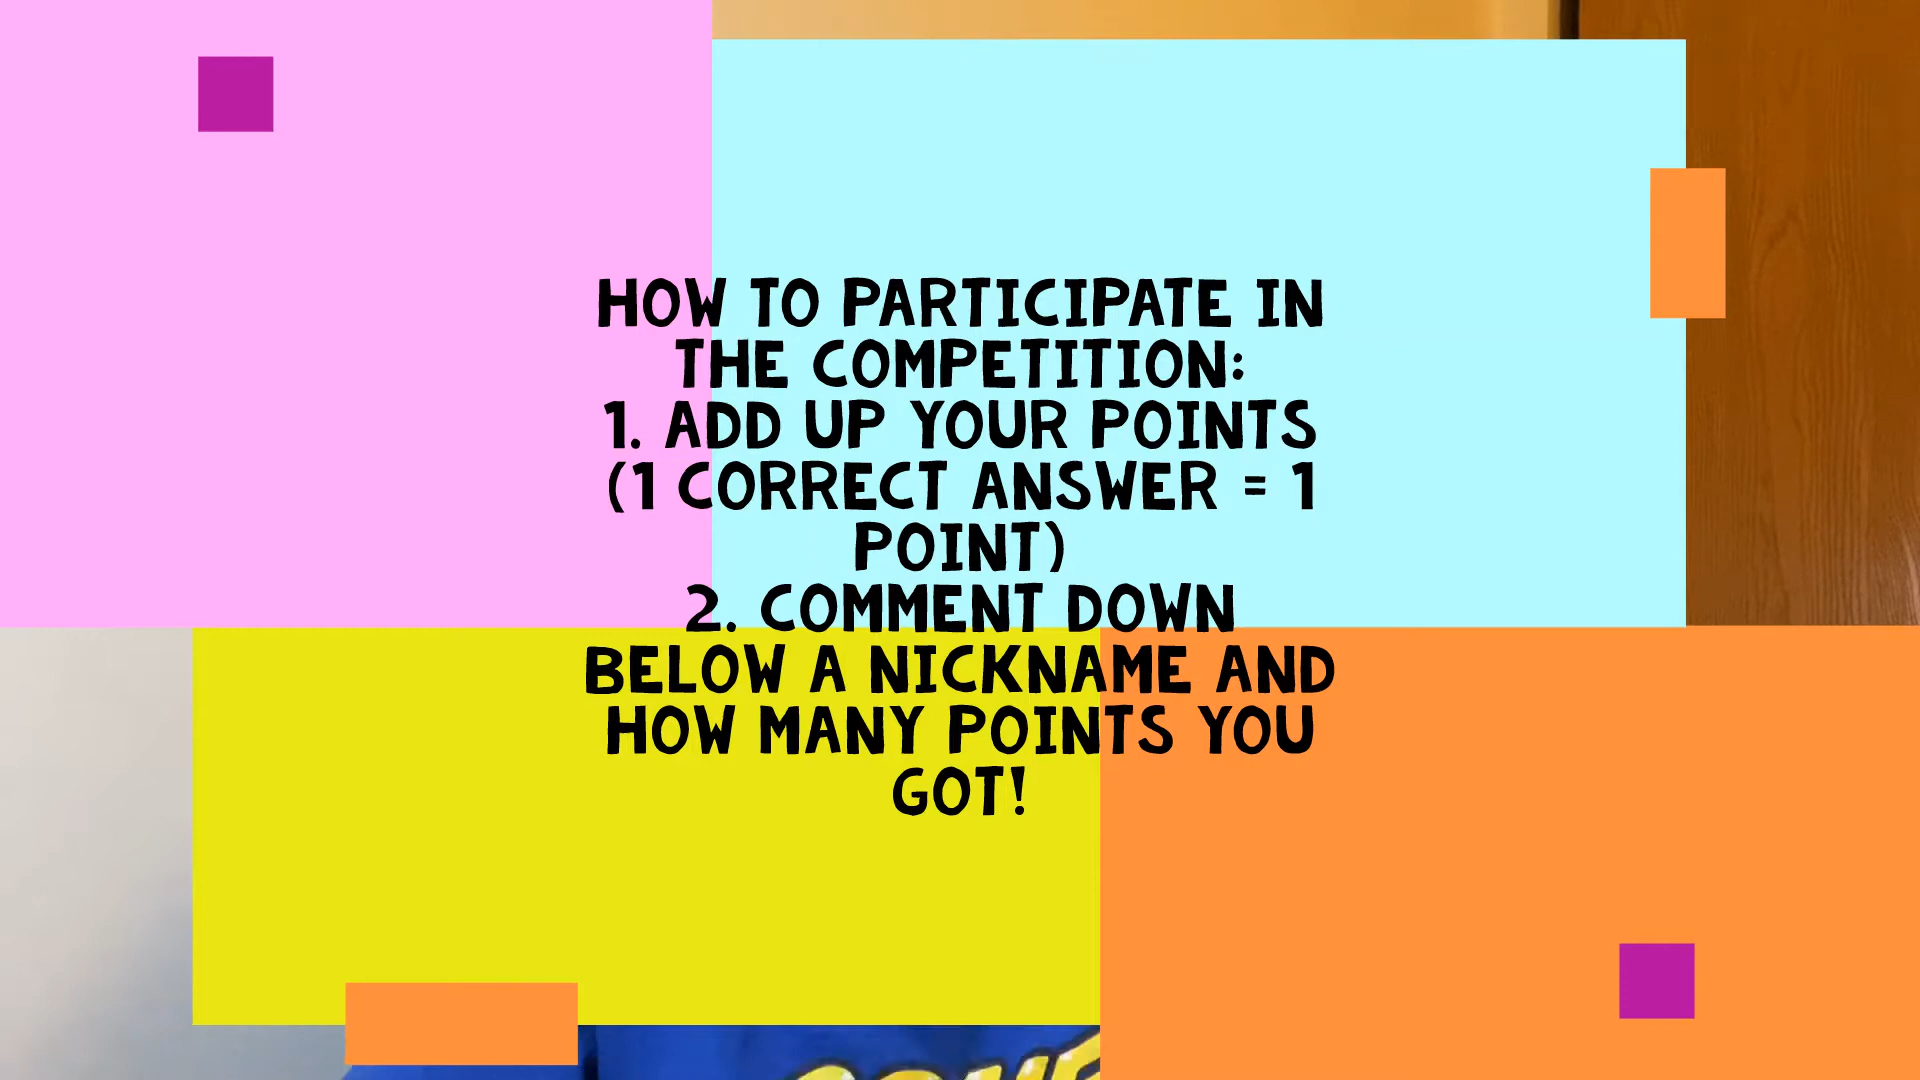 HOW TO PARTICIPATE IN
THE COMPETITION:
1. ADD UP YOUR POINTS
(1 CORRECT ANSWER = 1
POINT)
2. COMMENT DOWN
BELOW A NICKNAME AND
HOW MANY POINTS YOU
GOT!